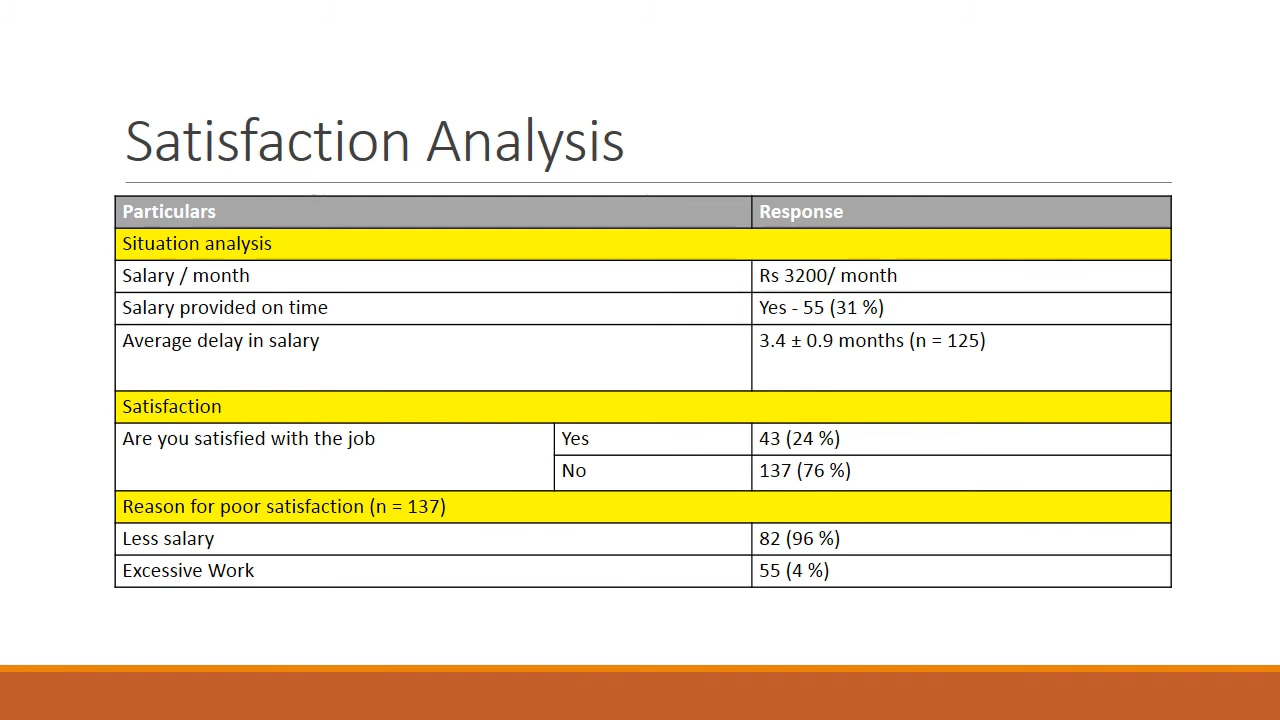 Satisfaction Analysis
Particulars Response
Situation analysis
Salary / month Rs 3200/ month
Salary provided on time Yes - 55 (31 %)
Average delay in salary 3.4 ± 0.9 months (n = 125)
Satisfaction
Are you satisfied with the job Yes 43 (24 %)
No 137 (76 %)
Reason for poor satisfaction (n = 137)
Less salary 82 (96 %)
Excessive Work 55 (4 %)